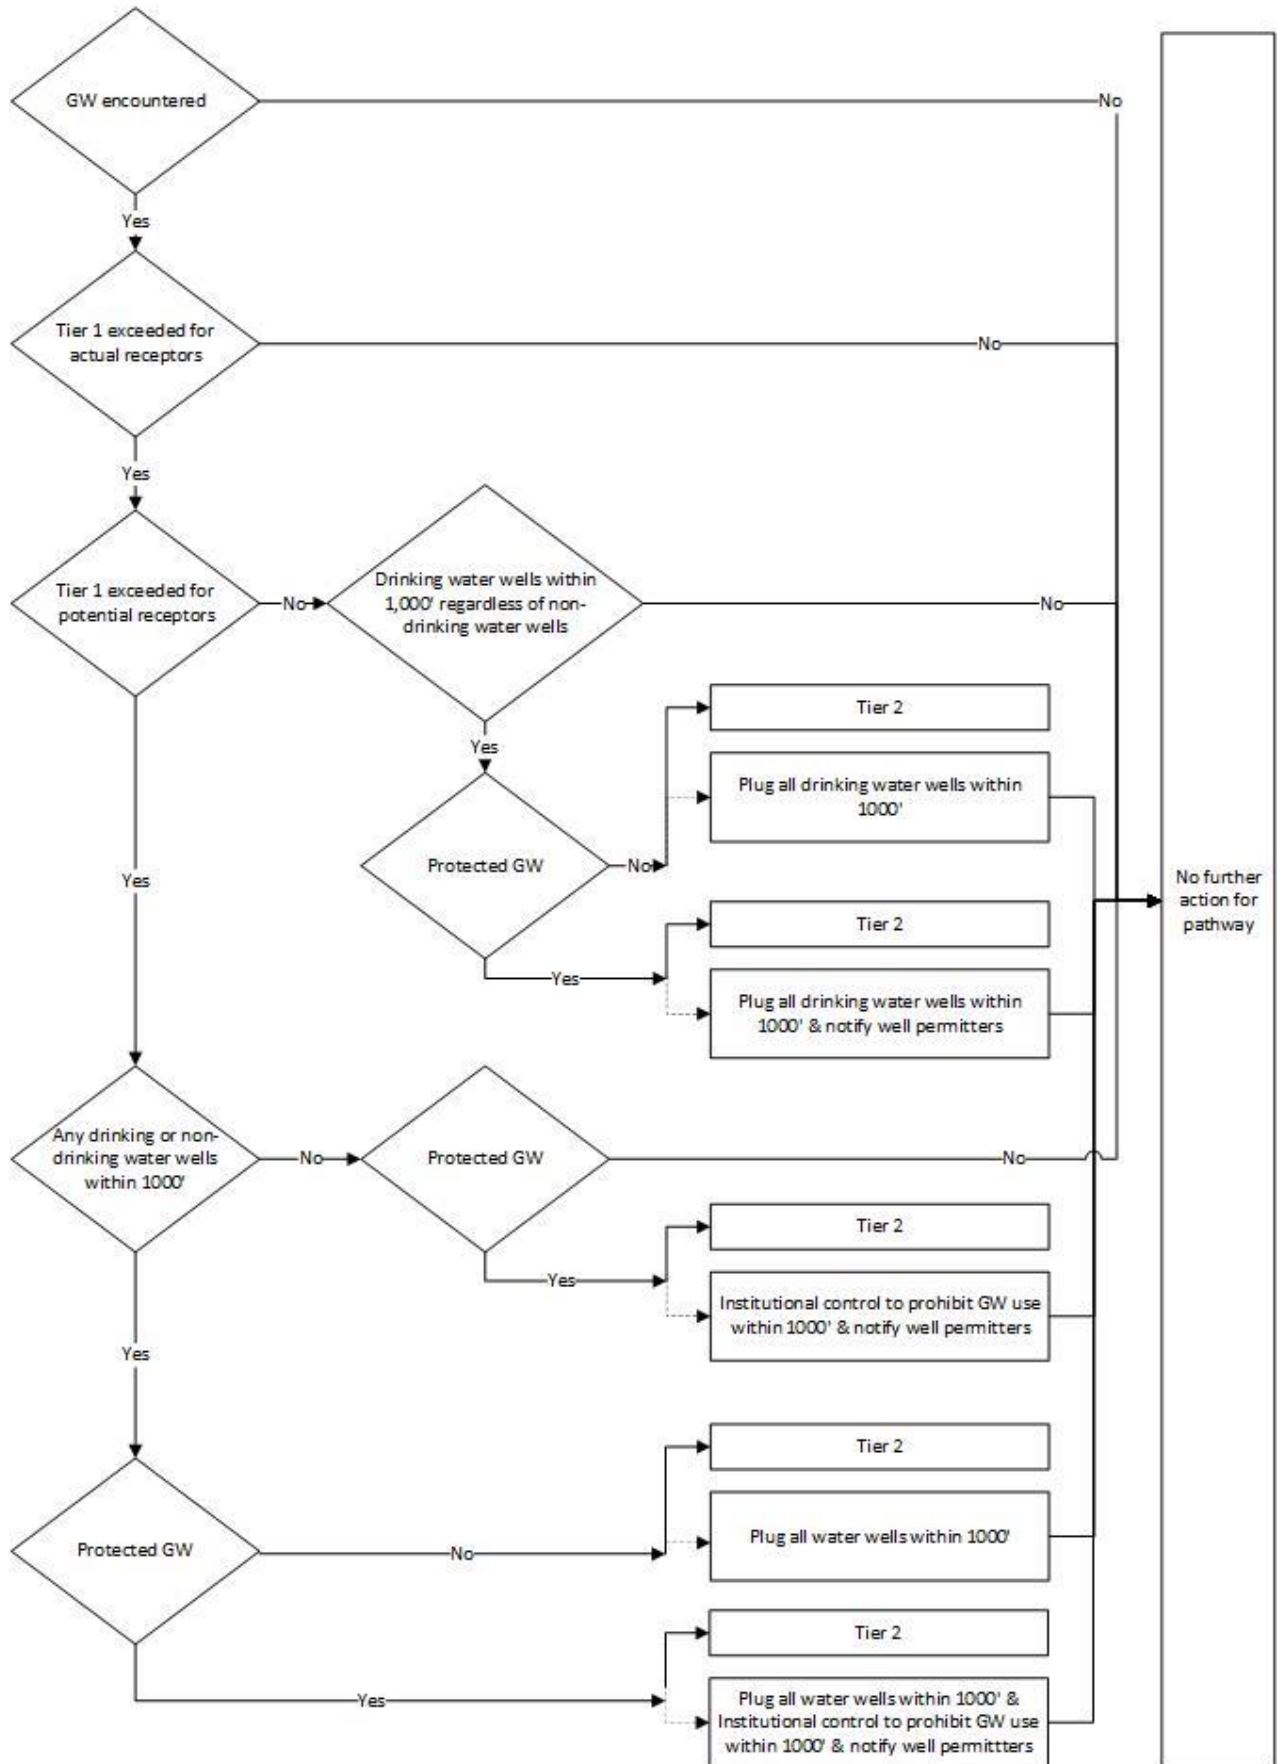 GW encountered
No
Yes
Tier 1 exceeded for
actual receptors
No
Yes
Tier 1 exceeded for
potential receptors
No
Drinking water wells within
1,000' regardless of non-
drinking water wells
No
Yes
Tier 2
Plug all drinking water wells within
1000'
Protected GW
No
Yes
No further
action for
pathway
Tier 2
Yes
Plug all drinking water wells within
1000' & notify well permitters
Any drinking or non-
drinking water wells
within 1000'
No
Protected GW
No
Tier 2
Yes
Institutional control to prohibit GW use
within 1000' & notify well permitters
Yes
Tier 2
Plug all water wells within 1000'
Protected GW
No
Tier 2
Yes
Plug all water wells within 1000' &
Institutional control to prohibit GW use
within 1000' & notify well permittters